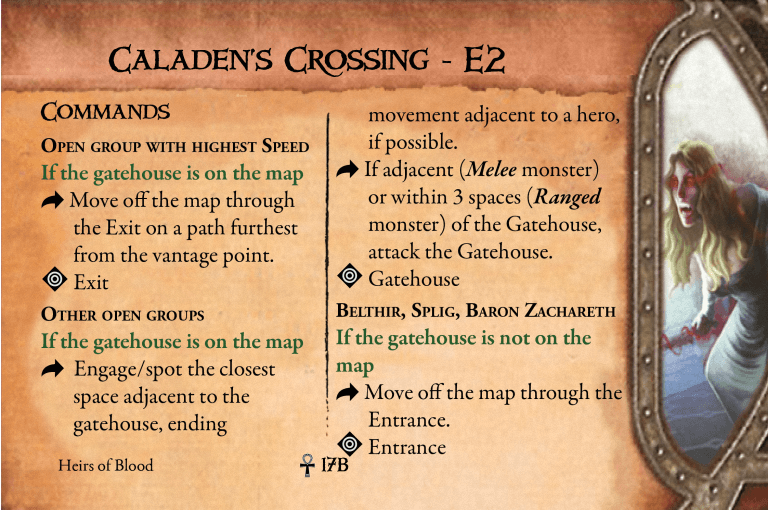 CALADEN'S CROSSING - E2
COMMANDS
OPEN GROUP WITH HIGHEST SPEED
If the gatehouse is on the map
Move off the map through
the Exit on a path furthest
from the vantage point.
Exit
OTHER OPEN GROUPS
If the gatehouse is on the map
Engage/spot the closest
space adjacent to the
gatehouse, ending
movement adjacent to a hero,
if possible.
If adjacent (Melee monster)
or within 3 spaces (Ranged
monster) of the Gatehouse,
attack the Gatehouse.
Gatehouse
BELTHIR, SPLIG, BARON ZACHARETH
If the gatehouse is not on the
map
Move off the map through the
Entrance.
Entrance
Heirs of Blood
17B